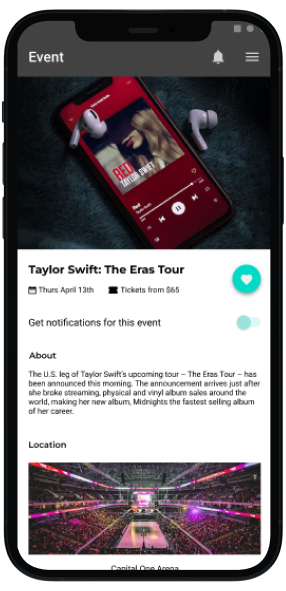 Event
RED
TAYLOR SWIFT
Red
Taylor Swift: The Eras Tour
Thurs April 13th Tickets from $65
Get notifications for this event
About
The U.S. leg of Taylor Swift's upcoming tour – The Eras Tour – has
been announced this morning. The announcement arrives just after
she broke streaming, physical and vinyl album sales around the
world, making her new album, Midnights the fastest selling album
of her career.
Location
Capital One Arena